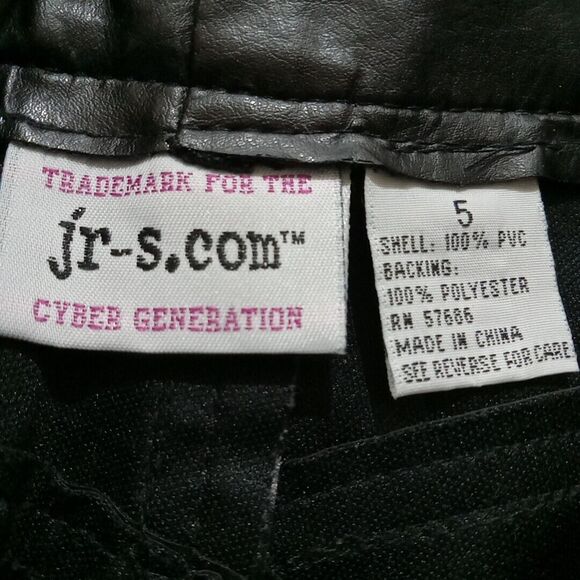 TRADEMARK FOR THE
jr-s.com™
CYBER GENERATION
5
SHELL: 100% PVC
BACKING:
100% POLYESTER
RN 57686
MADE IN CHINA
SEE REVERSE FOR CARE